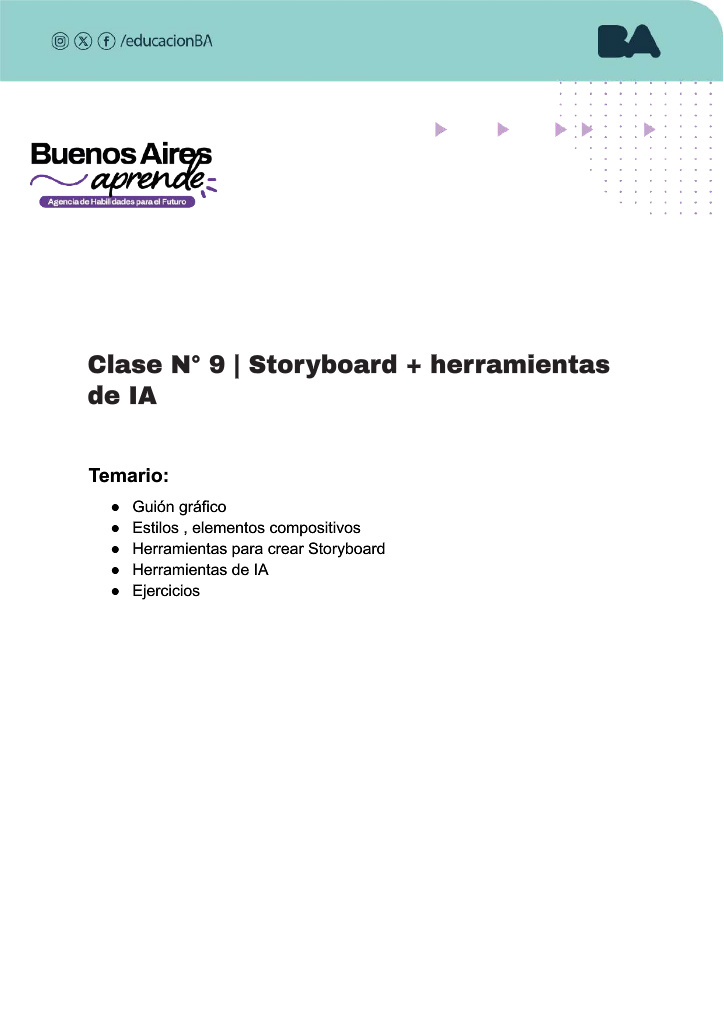 /educacionBA
BA
Buenos Aires
aprende
Agencia de Habilidades para el Futuro
Clase N° 9 | Storyboard + herramientas
de IA
Temario:
● Guión gráfico
● Estilos , elementos compositivos
● Herramientas para crear Storyboard
● Herramientas de IA
● Ejercicios